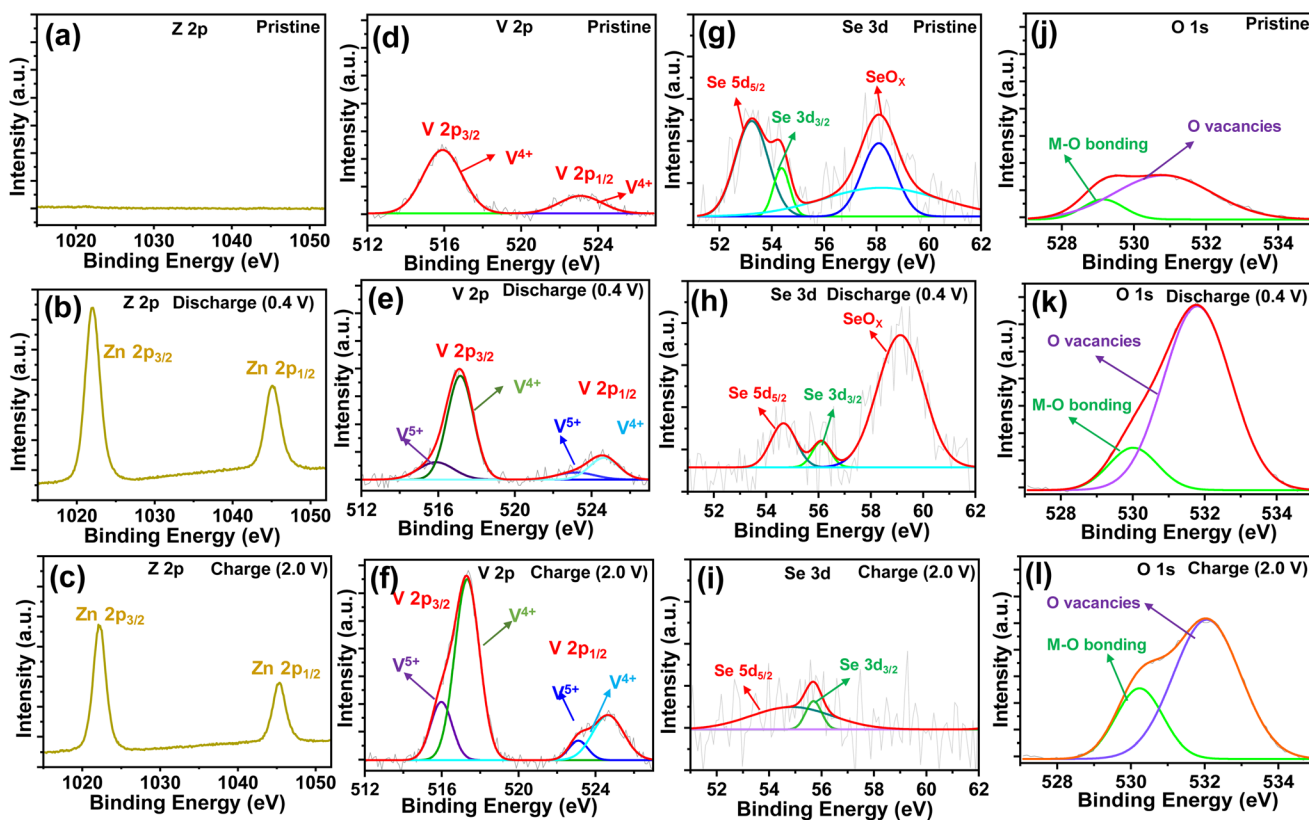 (a)
Z 2p
Pristine
Intensity (a.u.)
1020 1030 1040 1050
Binding Energy (eV)
(d)
V 2p
Pristine
V 2p3/2
V4+
V 2p1/2
V4+
Intensity (a.u.)
512 516 520 524
Binding Energy (eV)
(g)
Se 3d
Pristine
Se 5d5/2
Se 3d3/2
SeOX
Intensity (a.u.)
52 54 56 58 60 62
Binding Energy (eV)
(j)
O 1s
Pristine
M-O bonding
O vacancies
Intensity (a.u.)
528 530 532 534
Binding Energy (eV)
(b)
Z 2p Discharge (0.4 V)
Zn 2p3/2
Zn 2p1/2
Intensity (a.u.)
1020 1030 1040 1050
Binding Energy (eV)
(e)
V 2p Discharge (0.4 V)
V 2p3/2
V4+
V5+
V 2p1/2
V5+
V4+
Intensity (a.u.)
512 516 520 524
Binding Energy (eV)
(h)
Se 3d Discharge (0.4 V)
SeOX
Se 5d5/2
Se 3d3/2
Intensity (a.u.)
52 54 56 58 60 62
Binding Energy (eV)
(k)
O 1s Discharge (0.4 V)
O vacancies
M-O bonding
Intensity (a.u.)
528 530 532 534
Binding Energy (eV)
(c)
Z 2p Charge (2.0 V)
Zn 2p3/2
Zn 2p1/2
Intensity (a.u.)
1020 1030 1040 1050
Binding Energy (eV)
(f)
V 2p Charge (2.0 V)
V 2p3/2
V4+
V5+
V 2p1/2
V5+
V4+
Intensity (a.u.)
512 516 520 524
Binding Energy (eV)
(i)
Se 3d Charge (2.0 V)
Se 5d5/2
Se 3d3/2
Intensity (a.u.)
52 54 56 58 60 62
Binding Energy (eV)
(l)
O 1s Charge (2.0 V)
O vacancies
M-O bonding
Intensity (a.u.)
528 530 532 534
Binding Energy (eV)